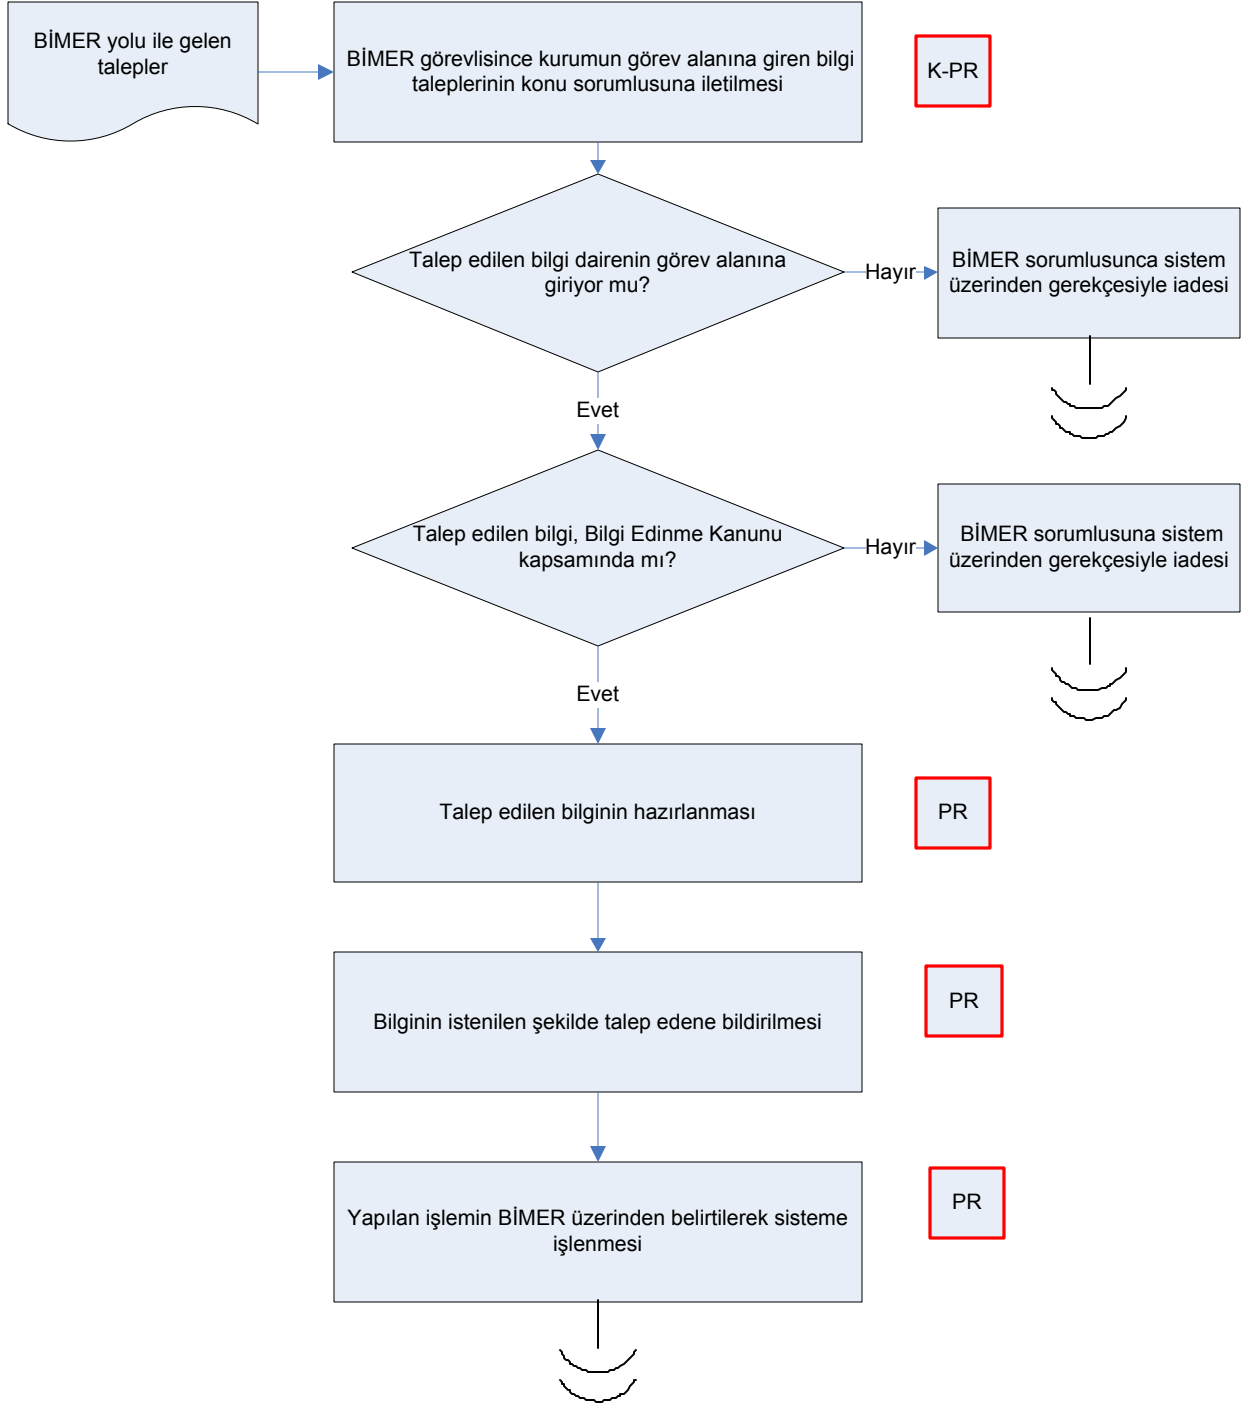 BİMER yolu ile gelen
talepler
BİMER görevlisince kurumun görev alanına giren bilgi
taleplerinin konu sorumlusuna iletilmesi
K-PR
Talep edilen bilgi dairenin görev alanına
giriyor mu?
Hayır
BİMER sorumlusunca sistem
üzerinden gerekçesiyle iadesi
Evet
Talep edilen bilgi, Bilgi Edinme Kanunu
kapsamında mı?
Hayır
BİMER sorumlusuna sistem
üzerinden gerekçesiyle iadesi
Evet
Talep edilen bilginin hazırlanması
PR
Bilginin istenilen şekilde talep edene bildirilmesi
PR
Yapılan işlemin BİMER üzerinden belirtilerek sisteme
işlenmesi
PR